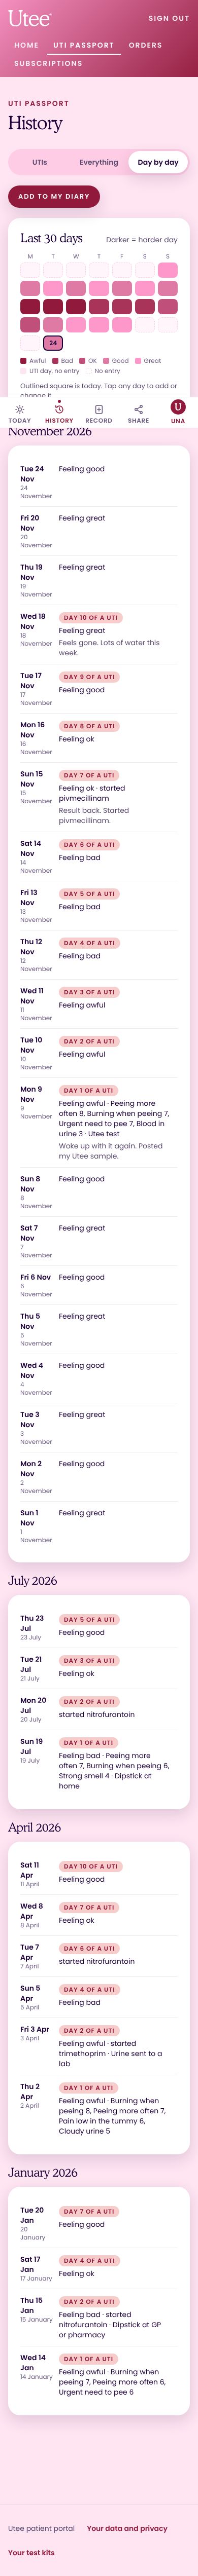 Utee
SIGN OUT
HOME UTI PASSPORT ORDERS
SUBSCRIPTIONS
UTI PASSPORT
History
UTIs Everything Day by day
ADD TO MY DIARY
Last 30 days Darker = harder day
M T W T F S S
24
Awful Bad OK Good Great
UTI day, no entry No entry
Outlined square is today. Tap any day to add or
change it.
TODAY HISTORY RECORD SHARE U UNA
November 2026
Tue 24 Nov
24 November
Feeling good
Fri 20 Nov
20 November
Feeling great
Thu 19 Nov
19 November
Feeling great
Wed 18 Nov
18 November
DAY 10 OF A UTI
Feeling great
Feels gone. Lots of water this
week.
Tue 17 Nov
17 November
DAY 9 OF A UTI
Feeling good
Mon 16 Nov
16 November
DAY 8 OF A UTI
Feeling ok
Sun 15 Nov
15 November
DAY 7 OF A UTI
Feeling ok · started
pivmecillinam
Result back. Started
pivmecillinam.
Sat 14 Nov
14 November
DAY 6 OF A UTI
Feeling bad
Fri 13 Nov
13 November
DAY 5 OF A UTI
Feeling bad
Thu 12 Nov
12 November
DAY 4 OF A UTI
Feeling bad
Wed 11 Nov
11 November
DAY 3 OF A UTI
Feeling awful
Tue 10 Nov
10 November
DAY 2 OF A UTI
Feeling awful
Mon 9 Nov
9 November
DAY 1 OF A UTI
Feeling awful · Peeing more
often 8, Burning when peeing 7,
Urgent need to pee 7, Blood in
urine 3 · Utee test
Woke up with it again. Posted
my Utee sample.
Sun 8 Nov
8 November
Feeling good
Sat 7 Nov
7 November
Feeling great
Fri 6 Nov
6 November
Feeling good
Thu 5 Nov
5 November
Feeling great
Wed 4 Nov
4 November
Feeling good
Tue 3 Nov
3 November
Feeling great
Mon 2 Nov
2 November
Feeling good
Sun 1 Nov
1 November
Feeling great
July 2026
Thu 23 Jul
23 July
DAY 5 OF A UTI
Feeling good
Tue 21 Jul
21 July
DAY 3 OF A UTI
Feeling ok
Mon 20 Jul
20 July
DAY 2 OF A UTI
started nitrofurantoin
Sun 19 Jul
19 July
DAY 1 OF A UTI
Feeling bad · Peeing more
often 7, Burning when peeing 6,
Strong smell 4 · Dipstick at
home
April 2026
Sat 11 Apr
11 April
DAY 10 OF A UTI
Feeling good
Wed 8 Apr
8 April
DAY 7 OF A UTI
Feeling ok
Tue 7 Apr
7 April
DAY 6 OF A UTI
started nitrofurantoin
Sun 5 Apr
5 April
DAY 4 OF A UTI
Feeling bad
Fri 3 Apr
3 April
DAY 2 OF A UTI
Feeling awful · started
trimethoprim · Urine sent to a
lab
Thu 2 Apr
2 April
DAY 1 OF A UTI
Feeling awful · Burning when
peeing 8, Peeing more often 7,
Pain low in the tummy 6,
Cloudy urine 5
January 2026
Tue 20 Jan
20 January
DAY 7 OF A UTI
Feeling good
Sat 17 Jan
17 January
DAY 4 OF A UTI
Feeling ok
Thu 15 Jan
15 January
DAY 2 OF A UTI
Feeling bad · started
nitrofurantoin · Dipstick at GP
or pharmacy
Wed 14 Jan
14 January
DAY 1 OF A UTI
Feeling awful · Burning when
peeing 7, Peeing more often 6,
Urgent need to pee 6
Utee patient portal Your data and privacy
Your test kits